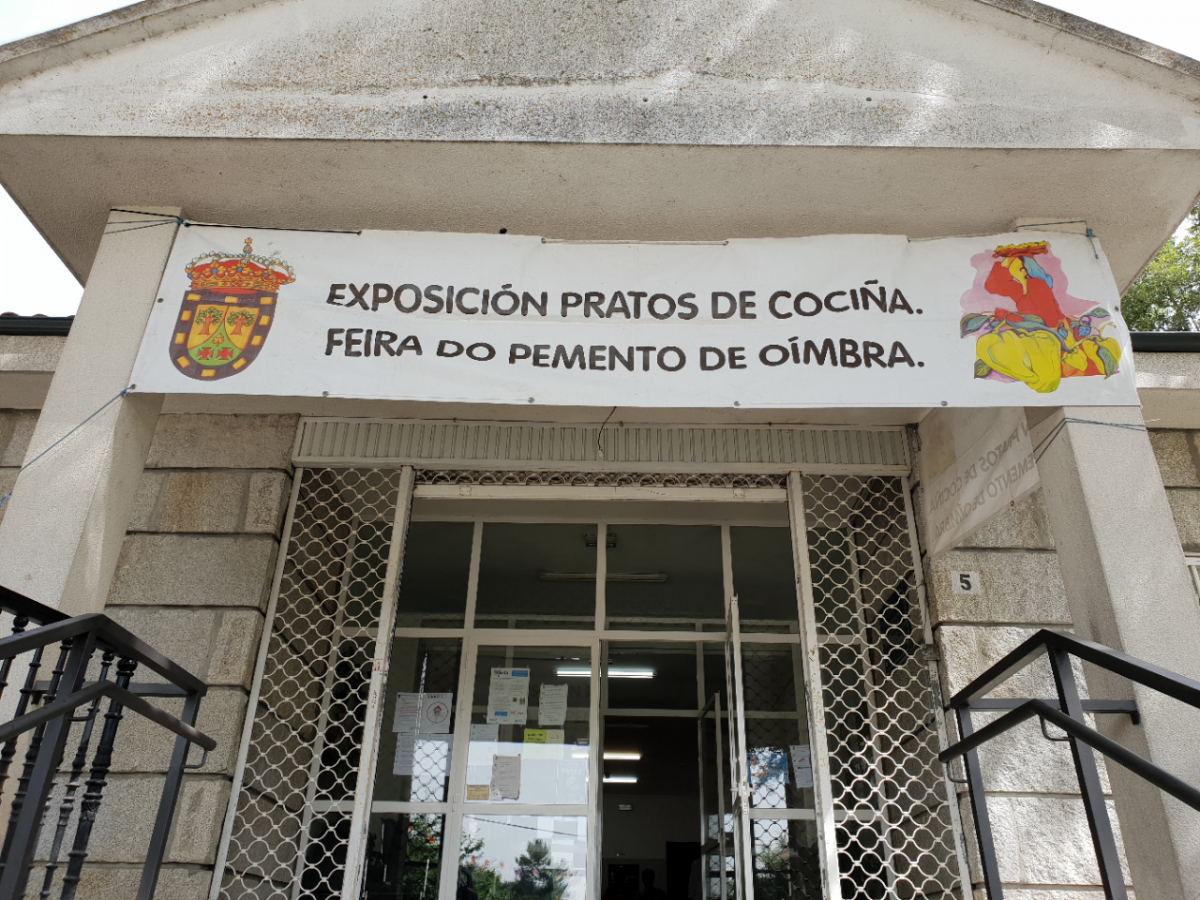 EXPOSICIÓN PRATOS DE COCIÑA.
FEIRA DO PEMENTO DE OÍMBRA.
5